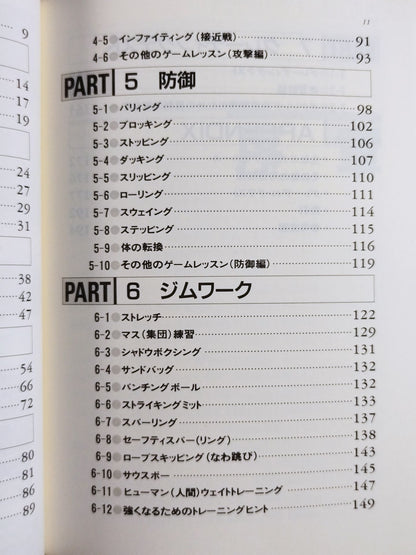 11
4-5 インファイティング(接近戦) 91
4-6 その他のゲームレッスン(攻撃編) 93
PART 5 防御
5-1 パリィング 98
5-2 ブロッキング 102
5-3 ストッピング 106
5-4 ダッキング 107
5-5 スリッピング 110
5-6 ローリング 111
5-7 スウェイング 114
5-8 ステッピング 115
5-9 体の転換 116
5-10 その他のゲームレッスン(防御編) 119
PART 6 ジムワーク
6-1 ストレッチ 122
6-2 マス(集団)練習 129
6-3 シャドウボクシング 131
6-4 サンドバッグ 132
6-5 パンチングボール 132
6-6 ストライキングミット 133
6-7 スパーリング 137
6-8 セーフティスパー(リング) 138
6-9 ロープスキッピング(なわ跳び) 143
6-10 サウスポー 145
6-11 ヒューマン(人間)ウェイトトレーニング 147
6-12 強くなるためのトレーニングヒント 149
9
14
17
19
24
27
29
31
38
42
47
54
66
72
80
81
86
89